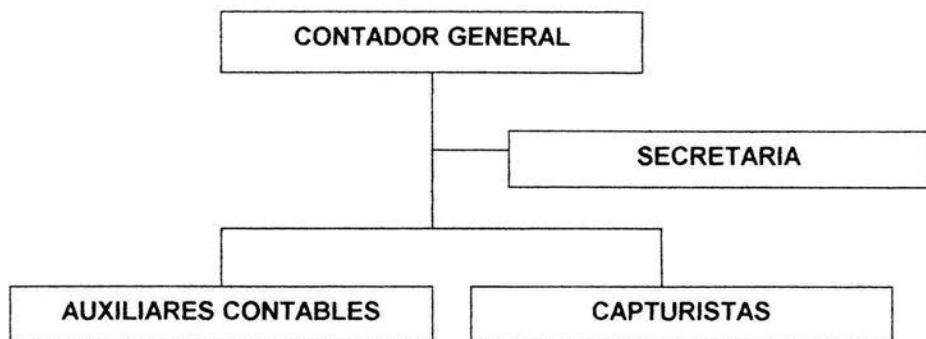 CONTADOR GENERAL
SECRETARIA
AUXILIARES CONTABLES
CAPTURISTAS